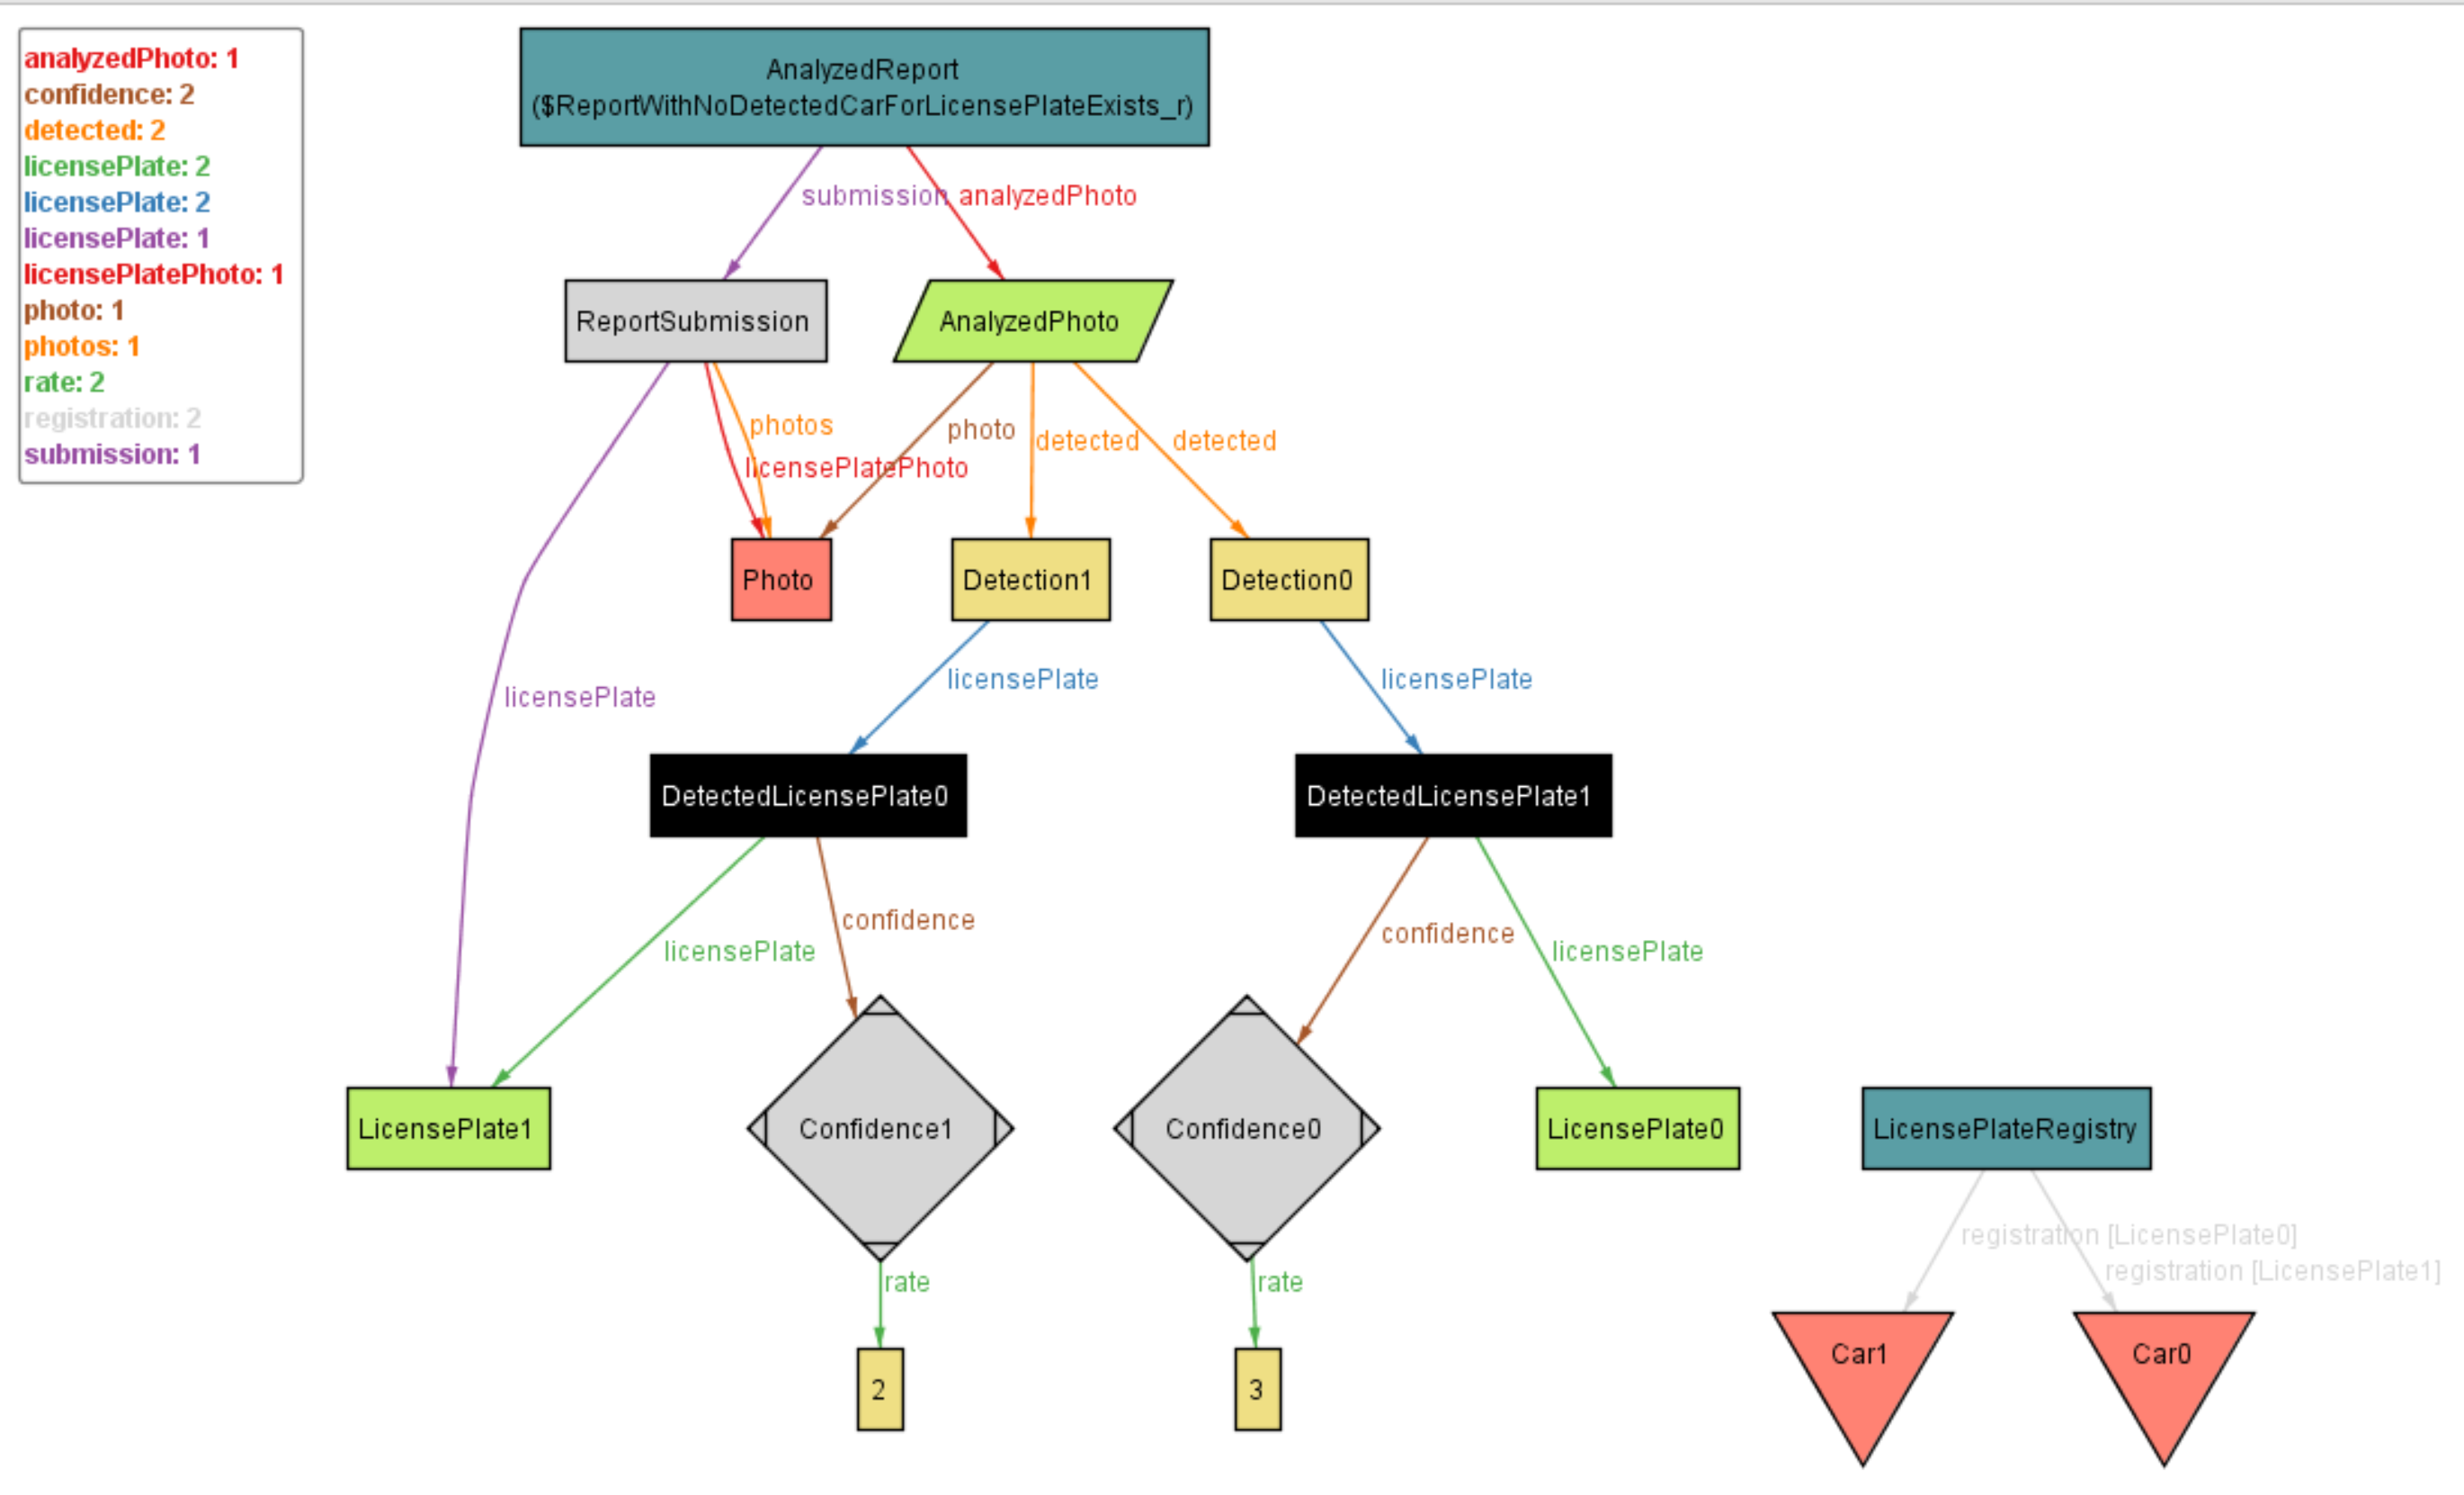 analyzedPhoto: 1
confidence: 2
detected: 2
licensePlate: 2
licensePlate: 2
licensePlate: 1
licensePlatePhoto: 1
photo: 1
photos: 1
rate: 2
registration: 2
submission: 1
AnalyzedReport
($ReportWithNoDetectedCarForLicensePlateExists_r)
submission
analyzedPhoto
ReportSubmission
AnalyzedPhoto
photos
photo
detected
detected
licensePlatePhoto
Photo
Detection1
Detection0
licensePlate
licensePlate
licensePlate
DetectedLicensePlate0
DetectedLicensePlate1
confidence
confidence
licensePlate
licensePlate
LicensePlate1
Confidence1
Confidence0
LicensePlate0
LicensePlateRegistry
registration [LicensePlate0]
registration [LicensePlate1]
rate
rate
Car1
Car0
2
3